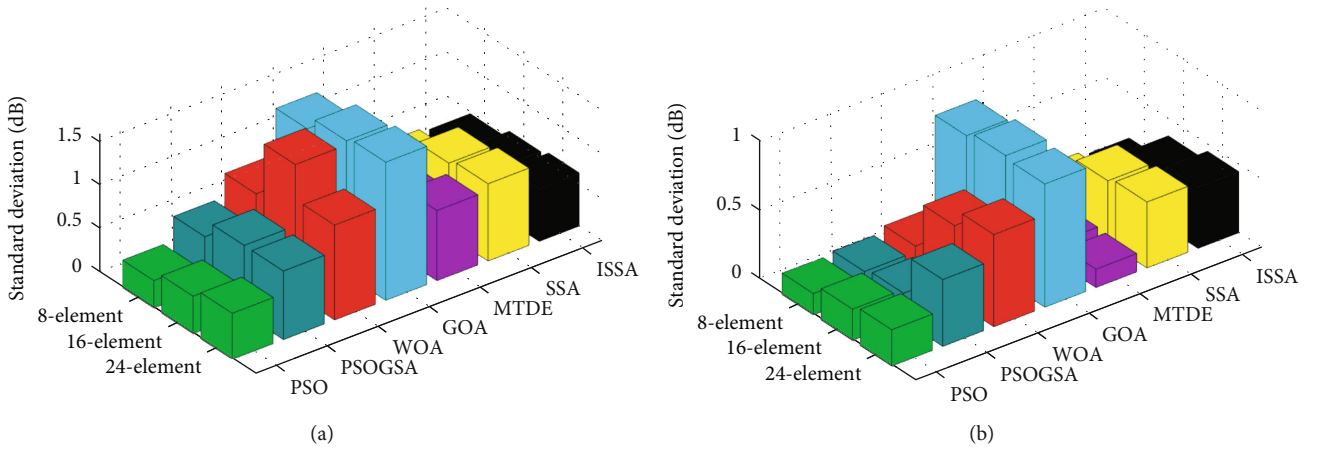 Standard deviation (dB)
1.5
1
0.5
0
8-element
16-element
24-element
PSO
PSOGSA
WOA
GOA
MTDE
SSA
ISSA
(a)
Standard deviation (dB)
1
0.5
0
8-element
16-element
24-element
PSO
PSOGSA
WOA
GOA
MTDE
SSA
ISSA
(b)